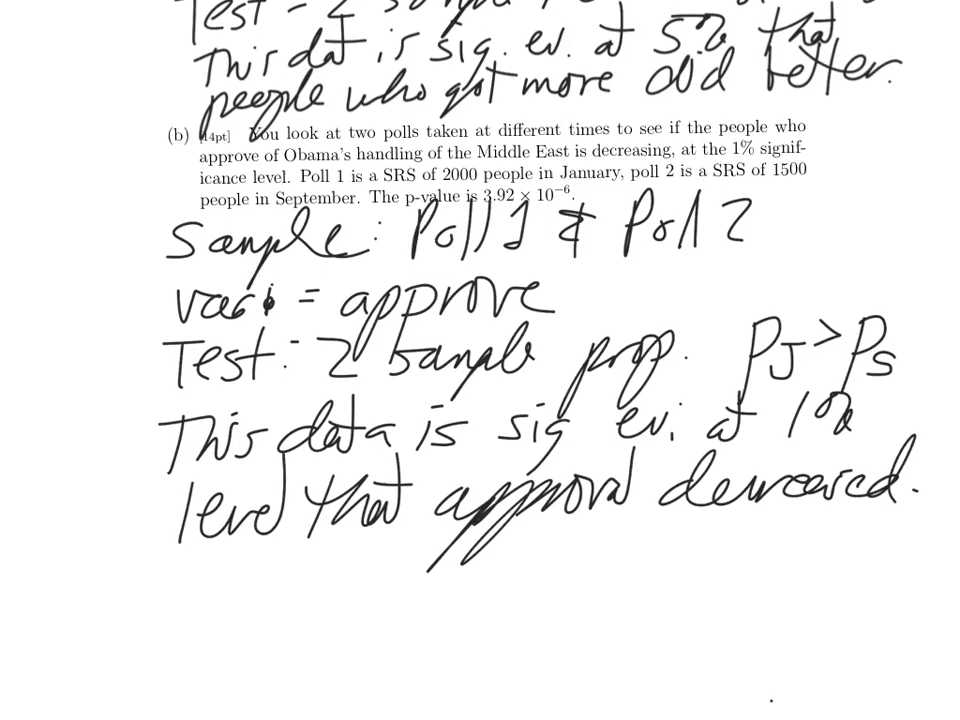 Test = 2
This dat is sig. ev. at 5% that
people who got more did better.
(b) [14pt] You look at two polls taken at different times to see if the people who
approve of Obama's handling of the Middle East is decreasing, at the 1% signif-
icance level. Poll 1 is a SRS of 2000 people in January, poll 2 is a SRS of 1500
people in September. The p-value is 3.92 × 10⁻⁶.
Sample: Poll 1 & Poll 2
var: = approve
Test: 2 sample prop. PJ > PS
This data is sig ev. at 1%
level that approval decreased.